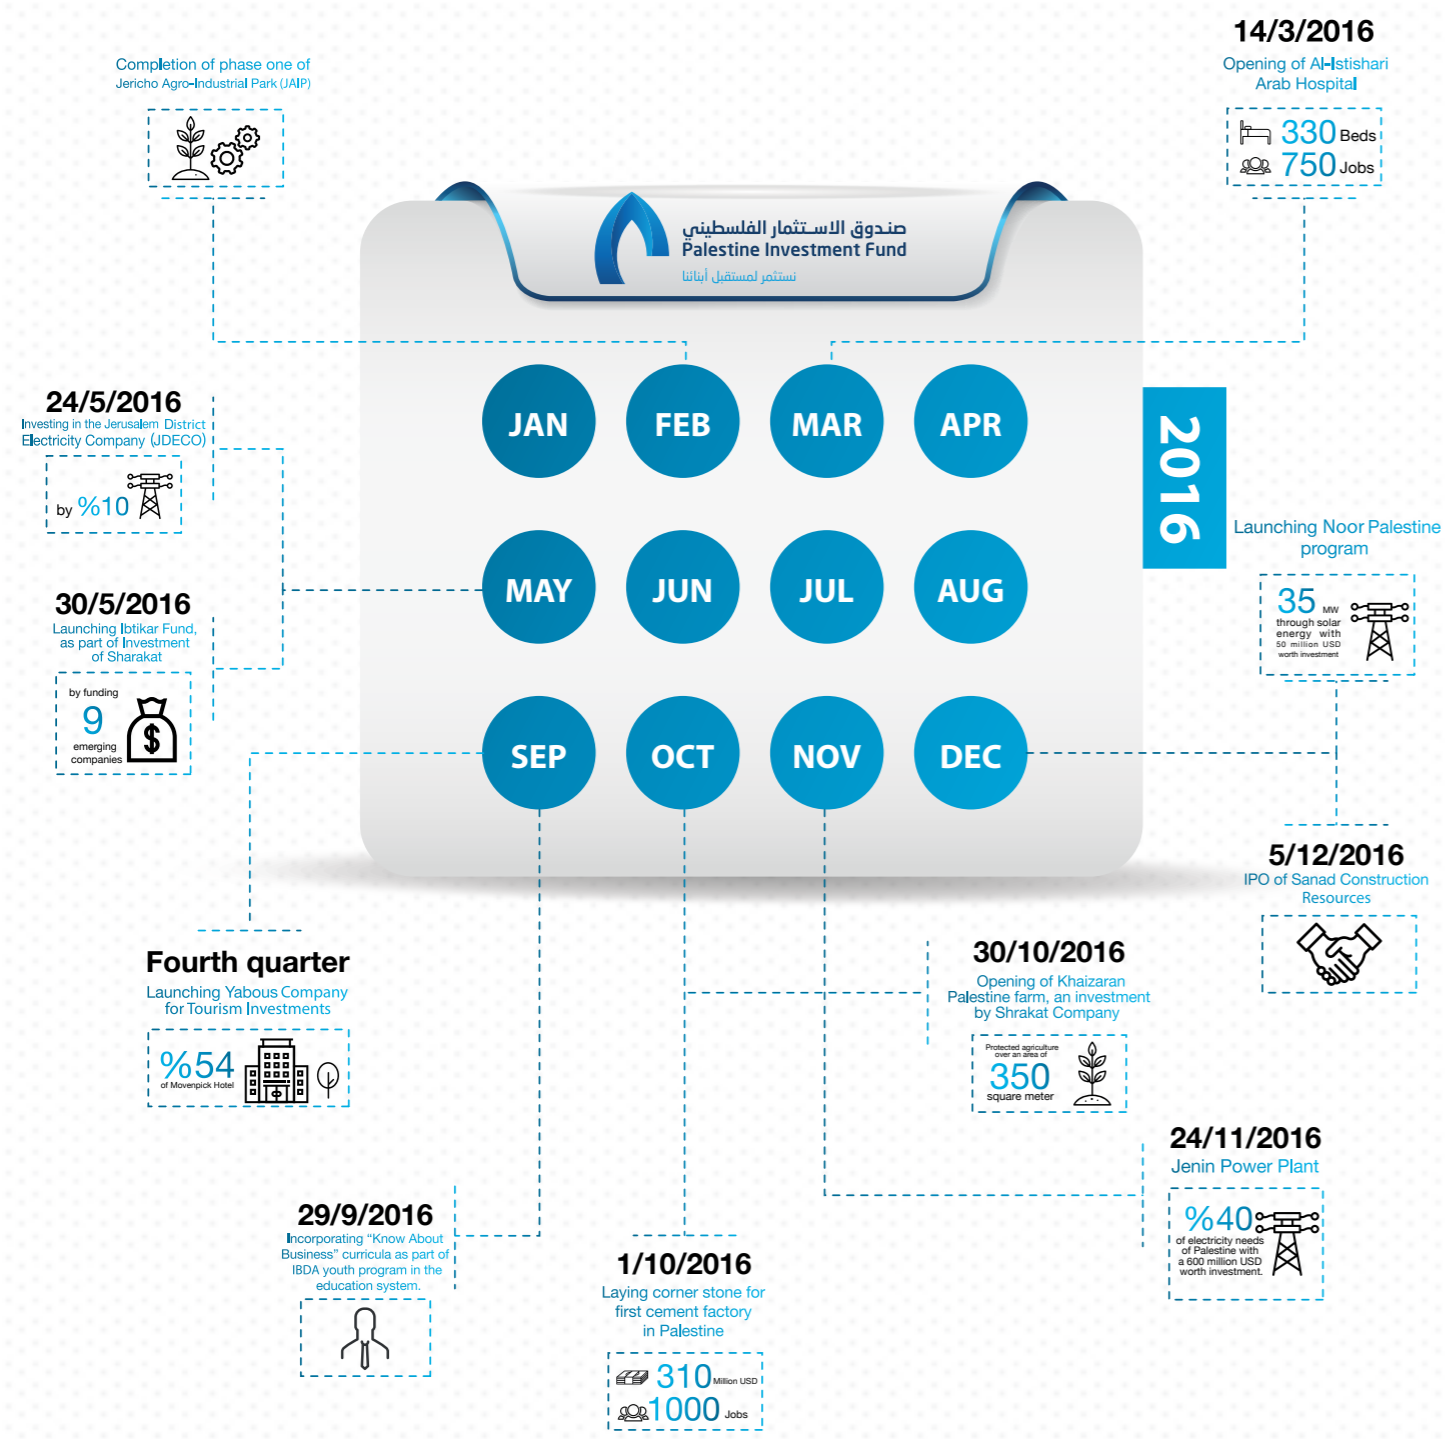 Completion of phase one of
Jericho Agro-Industrial Park (JAIP)
14/3/2016
Opening of Al-Istishari
Arab Hospital
330 Beds
750 Jobs
صندوق الاستثمار الفلسطيني
Palestine Investment Fund
نستثمر لمستقبل أبنائنا
JAN
FEB
MAR
APR
MAY
JUN
JUL
AUG
SEP
OCT
NOV
DEC
2016
24/5/2016
Investing in the Jerusalem District
Electricity Company (JDECO)
by %10
30/5/2016
Launching Ibtikar Fund,
as part of Investment
of Sharakat
by funding
9
emerging
companies
Launching Noor Palestine
program
35 MW
through solar
energy with
50 million USD
worth investment
5/12/2016
IPO of Sanad Construction
Resources
Fourth quarter
Launching Yabous Company
for Tourism Investments
%54
of Movenpick Hotel
30/10/2016
Opening of Khaizaran
Palestine farm, an investment
by Shrakat Company
Protected agriculture
over an area of
350
square meter
24/11/2016
Jenin Power Plant
%40
of electricity needs
of Palestine with
a 600 million USD
worth investment.
29/9/2016
Incorporating “Know About
Business” curricula as part of
IBDA youth program in the
education system.
1/10/2016
Laying corner stone for
first cement factory
in Palestine
310 Million USD
1000 Jobs